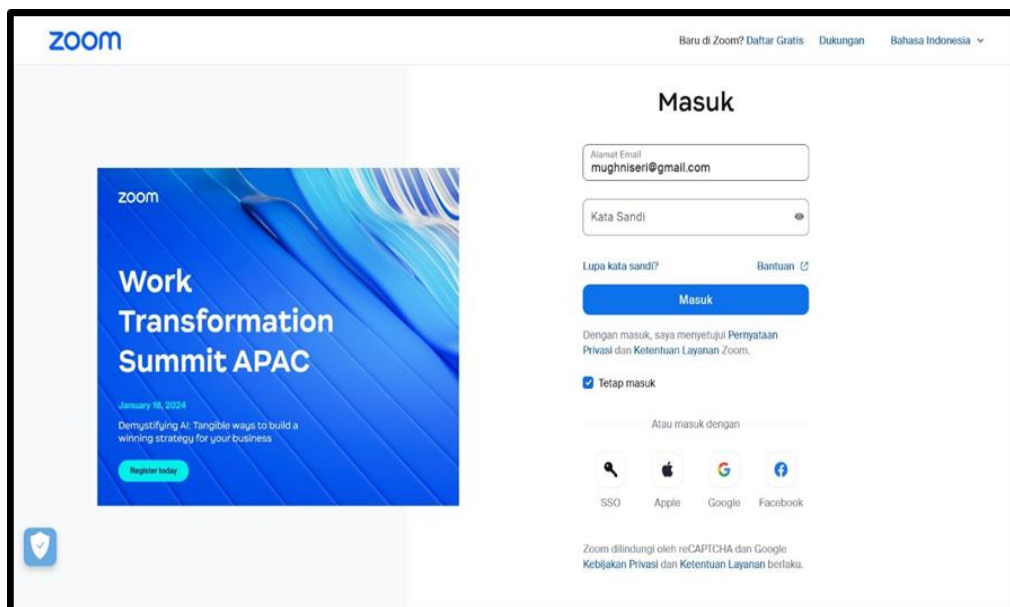 zoom
Baru di Zoom? Daftar Gratis Dukungan Bahasa Indonesia
Masuk
Alamat Email
mughniseri@gmail.com
Kata Sandi
Lupa kata sandi? Bantuan
Masuk
Dengan masuk, saya menyetujui Pernyataan
Privasi dan Ketentuan Layanan Zoom.
Tetap masuk
Atau masuk dengan
SSO Apple Google Facebook
Zoom dilindungi oleh reCAPTCHA dan Google
Kebijakan Privasi dan Ketentuan Layanan berlaku.
zoom
Work
Transformation
Summit APAC
January 18, 2024
Demystifying AI: Tangible ways to build a
winning strategy for your business
Register today